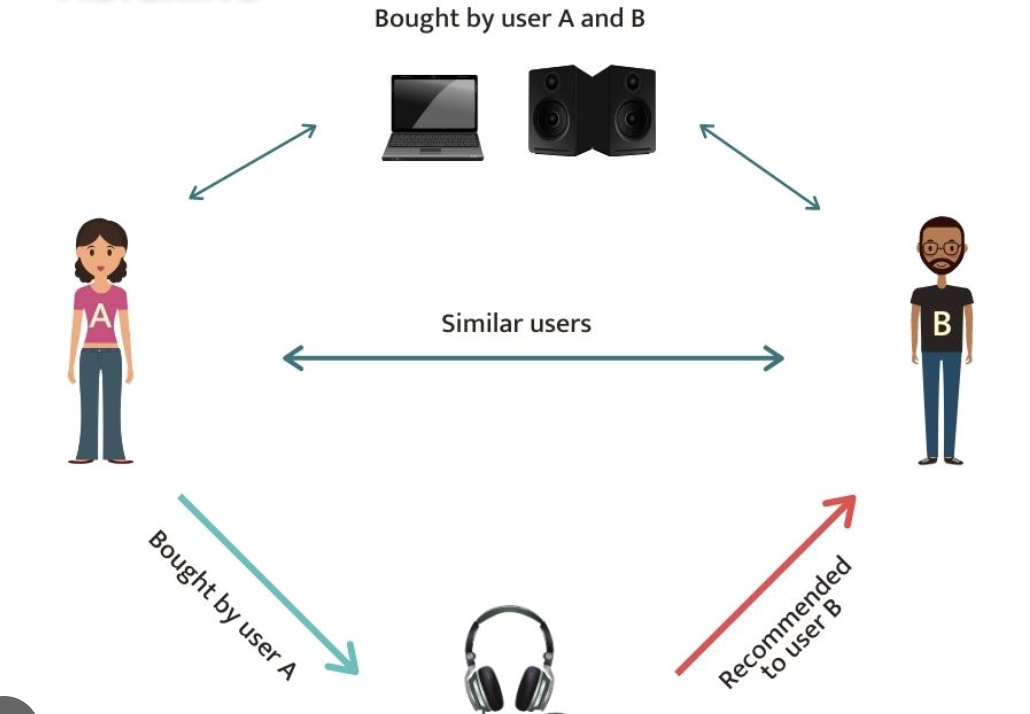 Bought by user A and B
A
Similar users
B
Bought by user A
Recommended
to user B